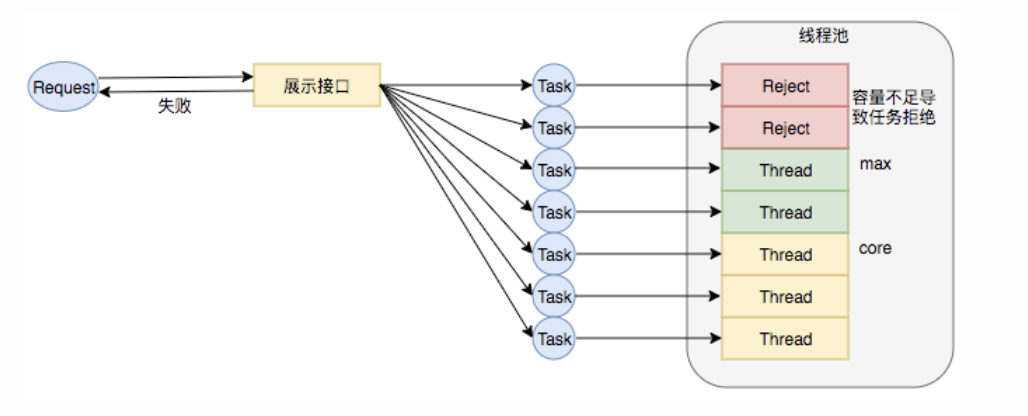 线程池
Request
失败
展示接口
Task
Task
Task
Task
Task
Task
Task
Reject
Reject
Thread
Thread
Thread
Thread
Thread
容量不足导
致任务拒绝
max
core